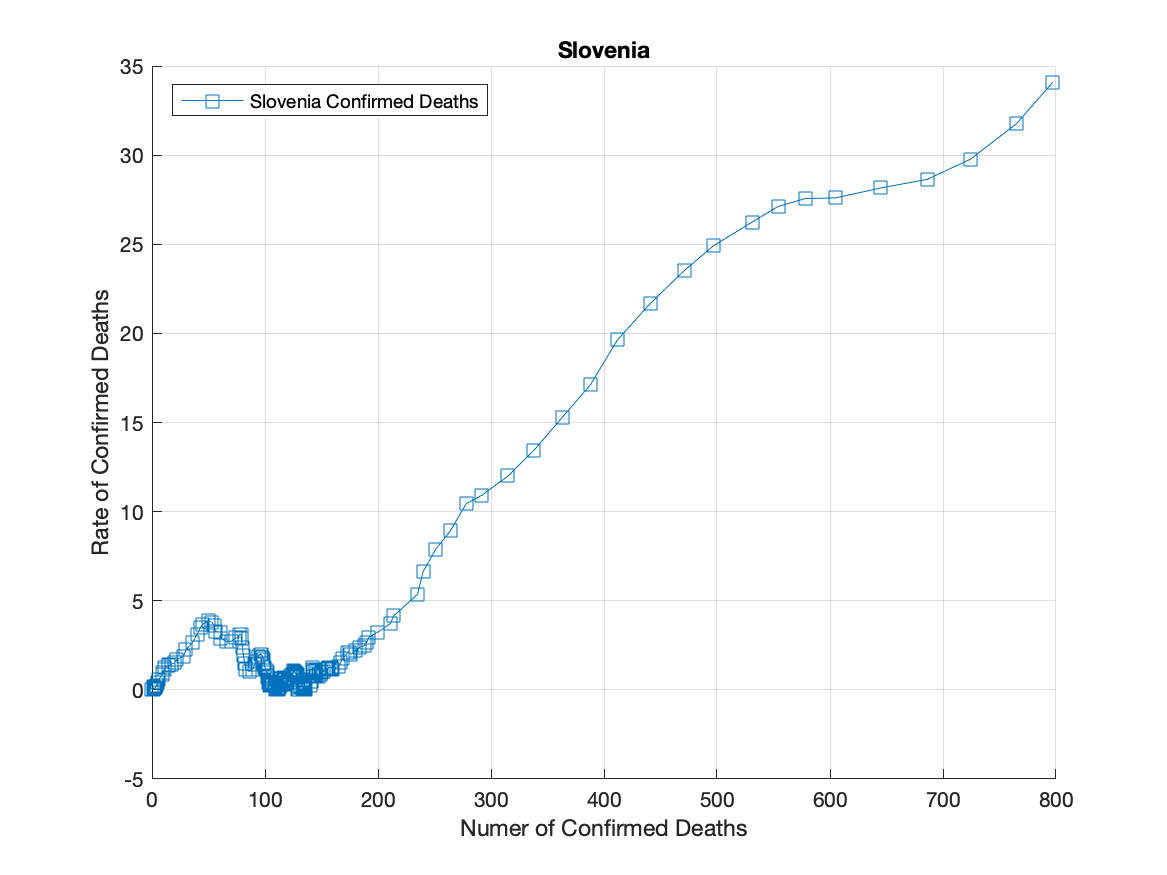 Slovenia
Slovenia Confirmed Deaths
35
30
25
20
15
10
5
0
-5
Rate of Confirmed Deaths
0 100 200 300 400 500 600 700 800
Numer of Confirmed Deaths